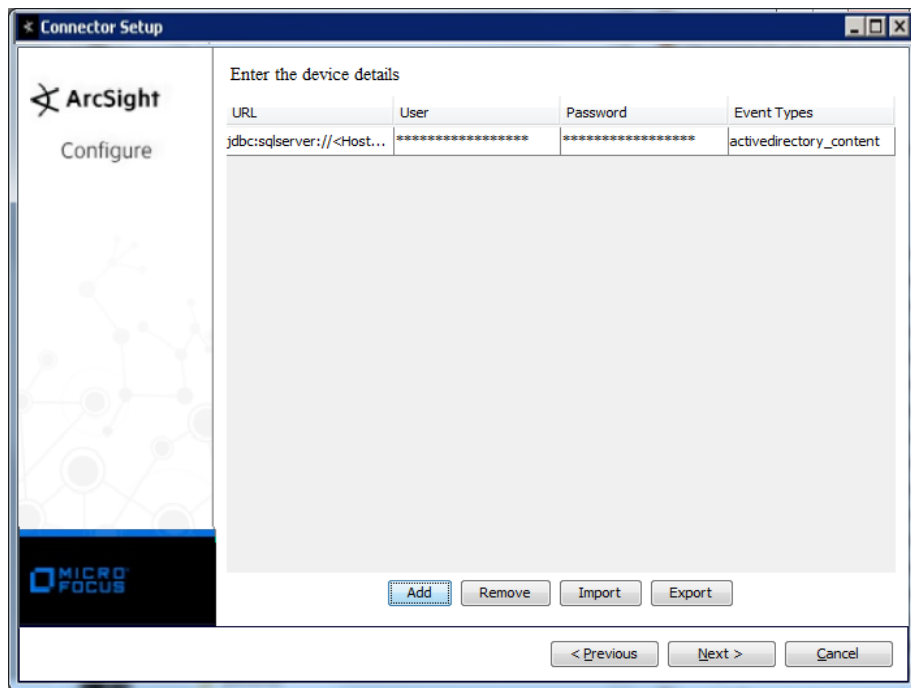 Connector Setup
ArcSight
Configure
Enter the device details
URL User Password Event Types
jdbc:sqlserver://<Host... ***************** ***************** activedirectory_content
Add Remove Import Export
MICRO
FOCUS
< Previous Next > Cancel